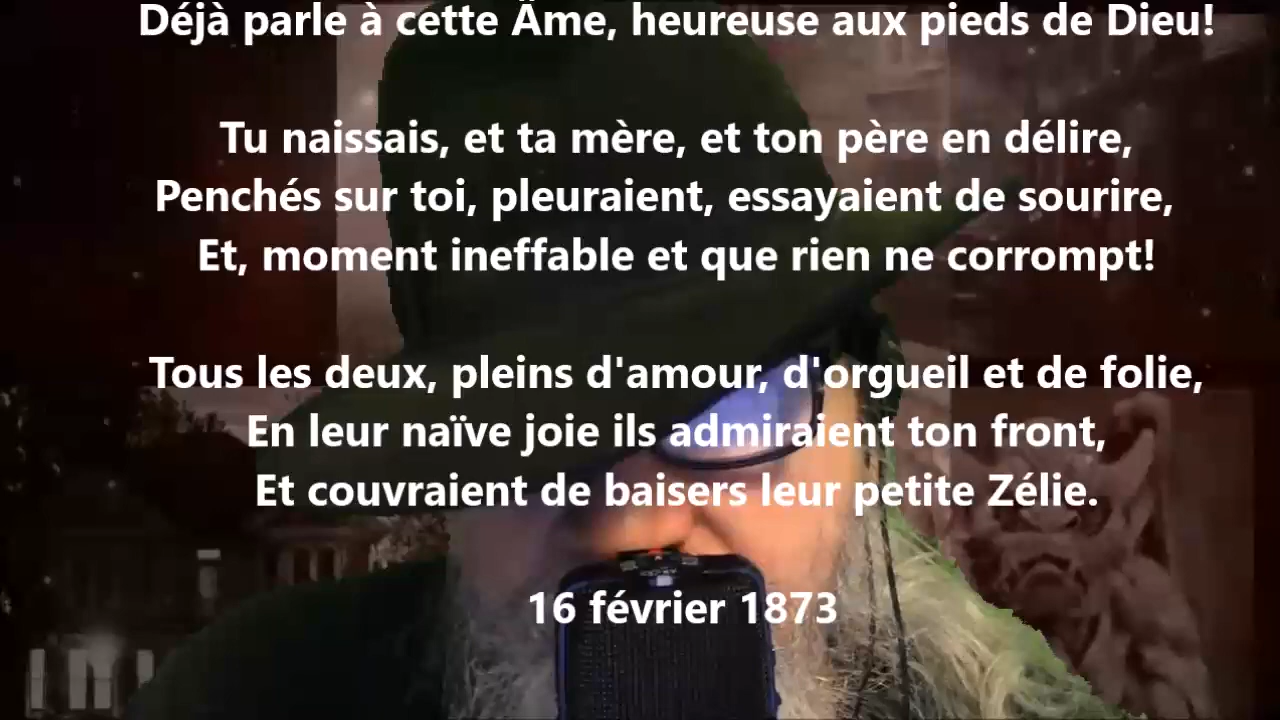 Déjà parle à cette Äme, heureuse aux pieds de Dieu!
Tu naissais, et ta mère, et ton père en délire,
Penchés sur toi, pleuraient, essayaient de sourire,
Et, moment ineffable et que rien ne corrompt!
Tous les deux, pleins d'amour, d'orgueil et de folie,
En leur naïve joie ils admiraient ton front,
Et couvraient de baisers leur petite Zélie.
16 février 1873